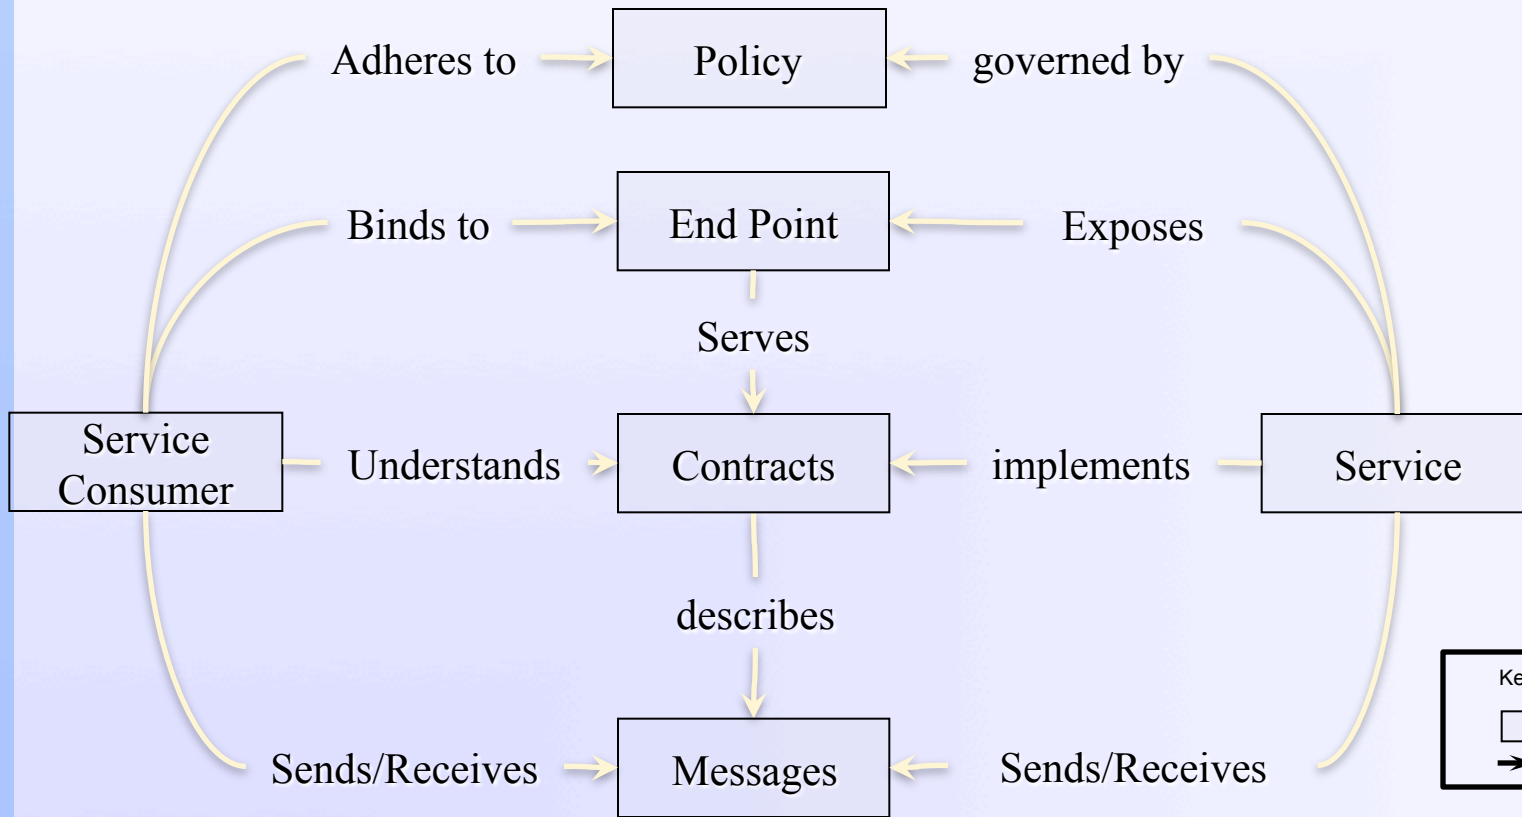 Adheres to
Policy
governed by
Binds to
End Point
Exposes
Serves
Service
Consumer
Understands
Contracts
implements
Service
describes
Sends/Receives
Messages
Sends/Receives